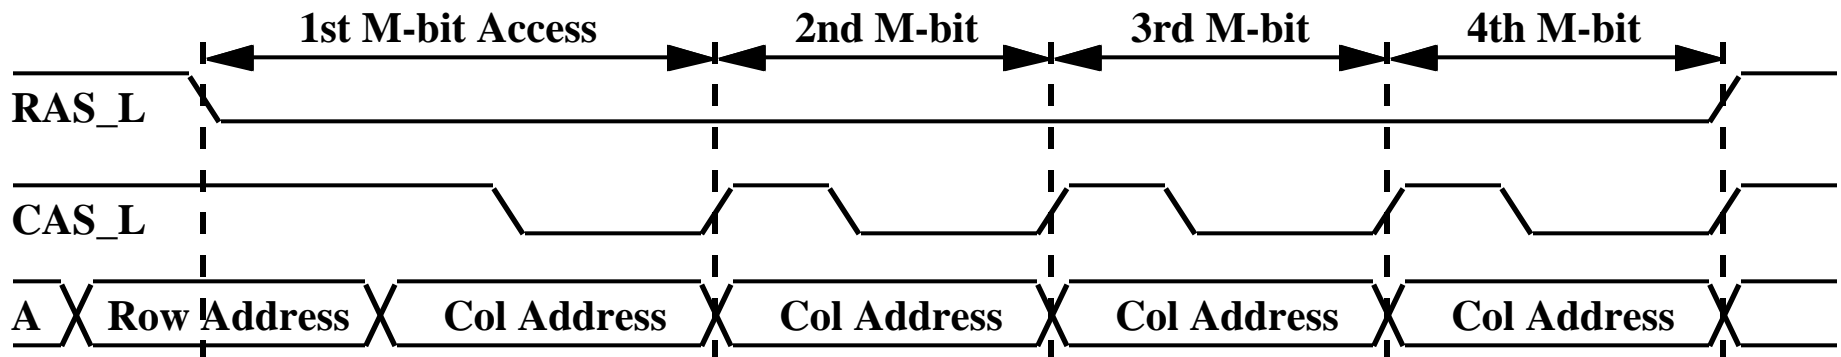 1st M-bit Access 2nd M-bit 3rd M-bit 4th M-bit
RAS_L
CAS_L
A Row Address Col Address Col Address Col Address Col Address